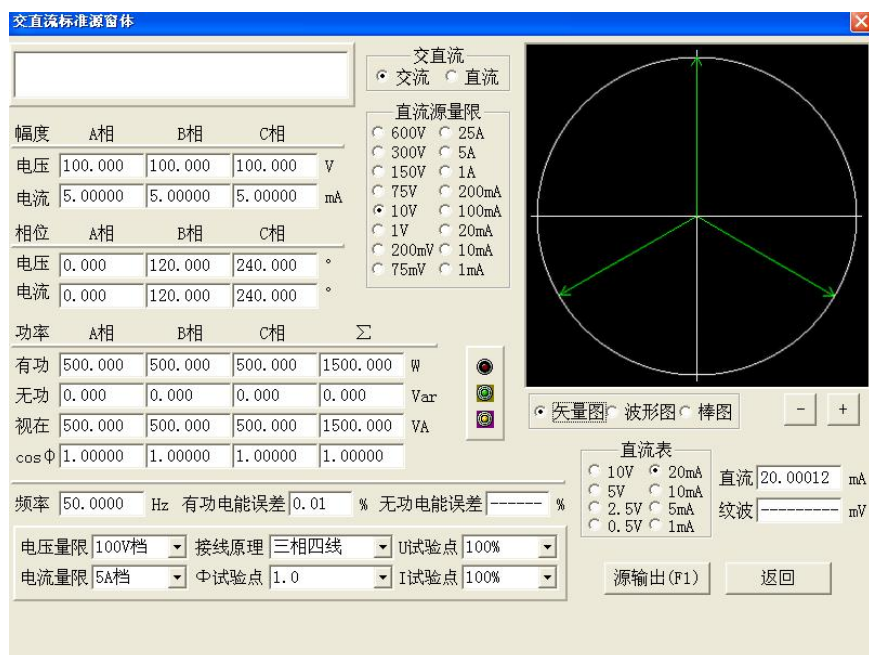 交直流标准源窗体
交直流
交流 直流
直流源量限
600V 25A
300V 5A
150V 1A
75V 200mA
10V 100mA
1V 20mA
200mV 10mA
75mV 1mA
幅度 A相 B相 C相
电压 100.000 100.000 100.000 V
电流 5.00000 5.00000 5.00000 mA
相位 A相 B相 C相
电压 0.000 120.000 240.000 °
电流 0.000 120.000 240.000 °
功率 A相 B相 C相 Σ
有功 500.000 500.000 500.000 1500.000 W
无功 0.000 0.000 0.000 0.000 Var
视在 500.000 500.000 500.000 1500.000 VA
cosΦ 1.00000 1.00000 1.00000 1.00000
矢量图 波形图 棒图 - +
直流表
10V 20mA
5V 10mA
2.5V 5mA
0.5V 1mA
直流 20.00012 mA
纹波 --------- mV
频率 50.0000 Hz 有功电能误差 0.01 % 无功电能误差 ------ %
电压量限 100V档 接线原理 三相四线 U试验点 100%
电流量限 5A档 Φ试验点 1.0 I试验点 100%
源输出(F1) 返回